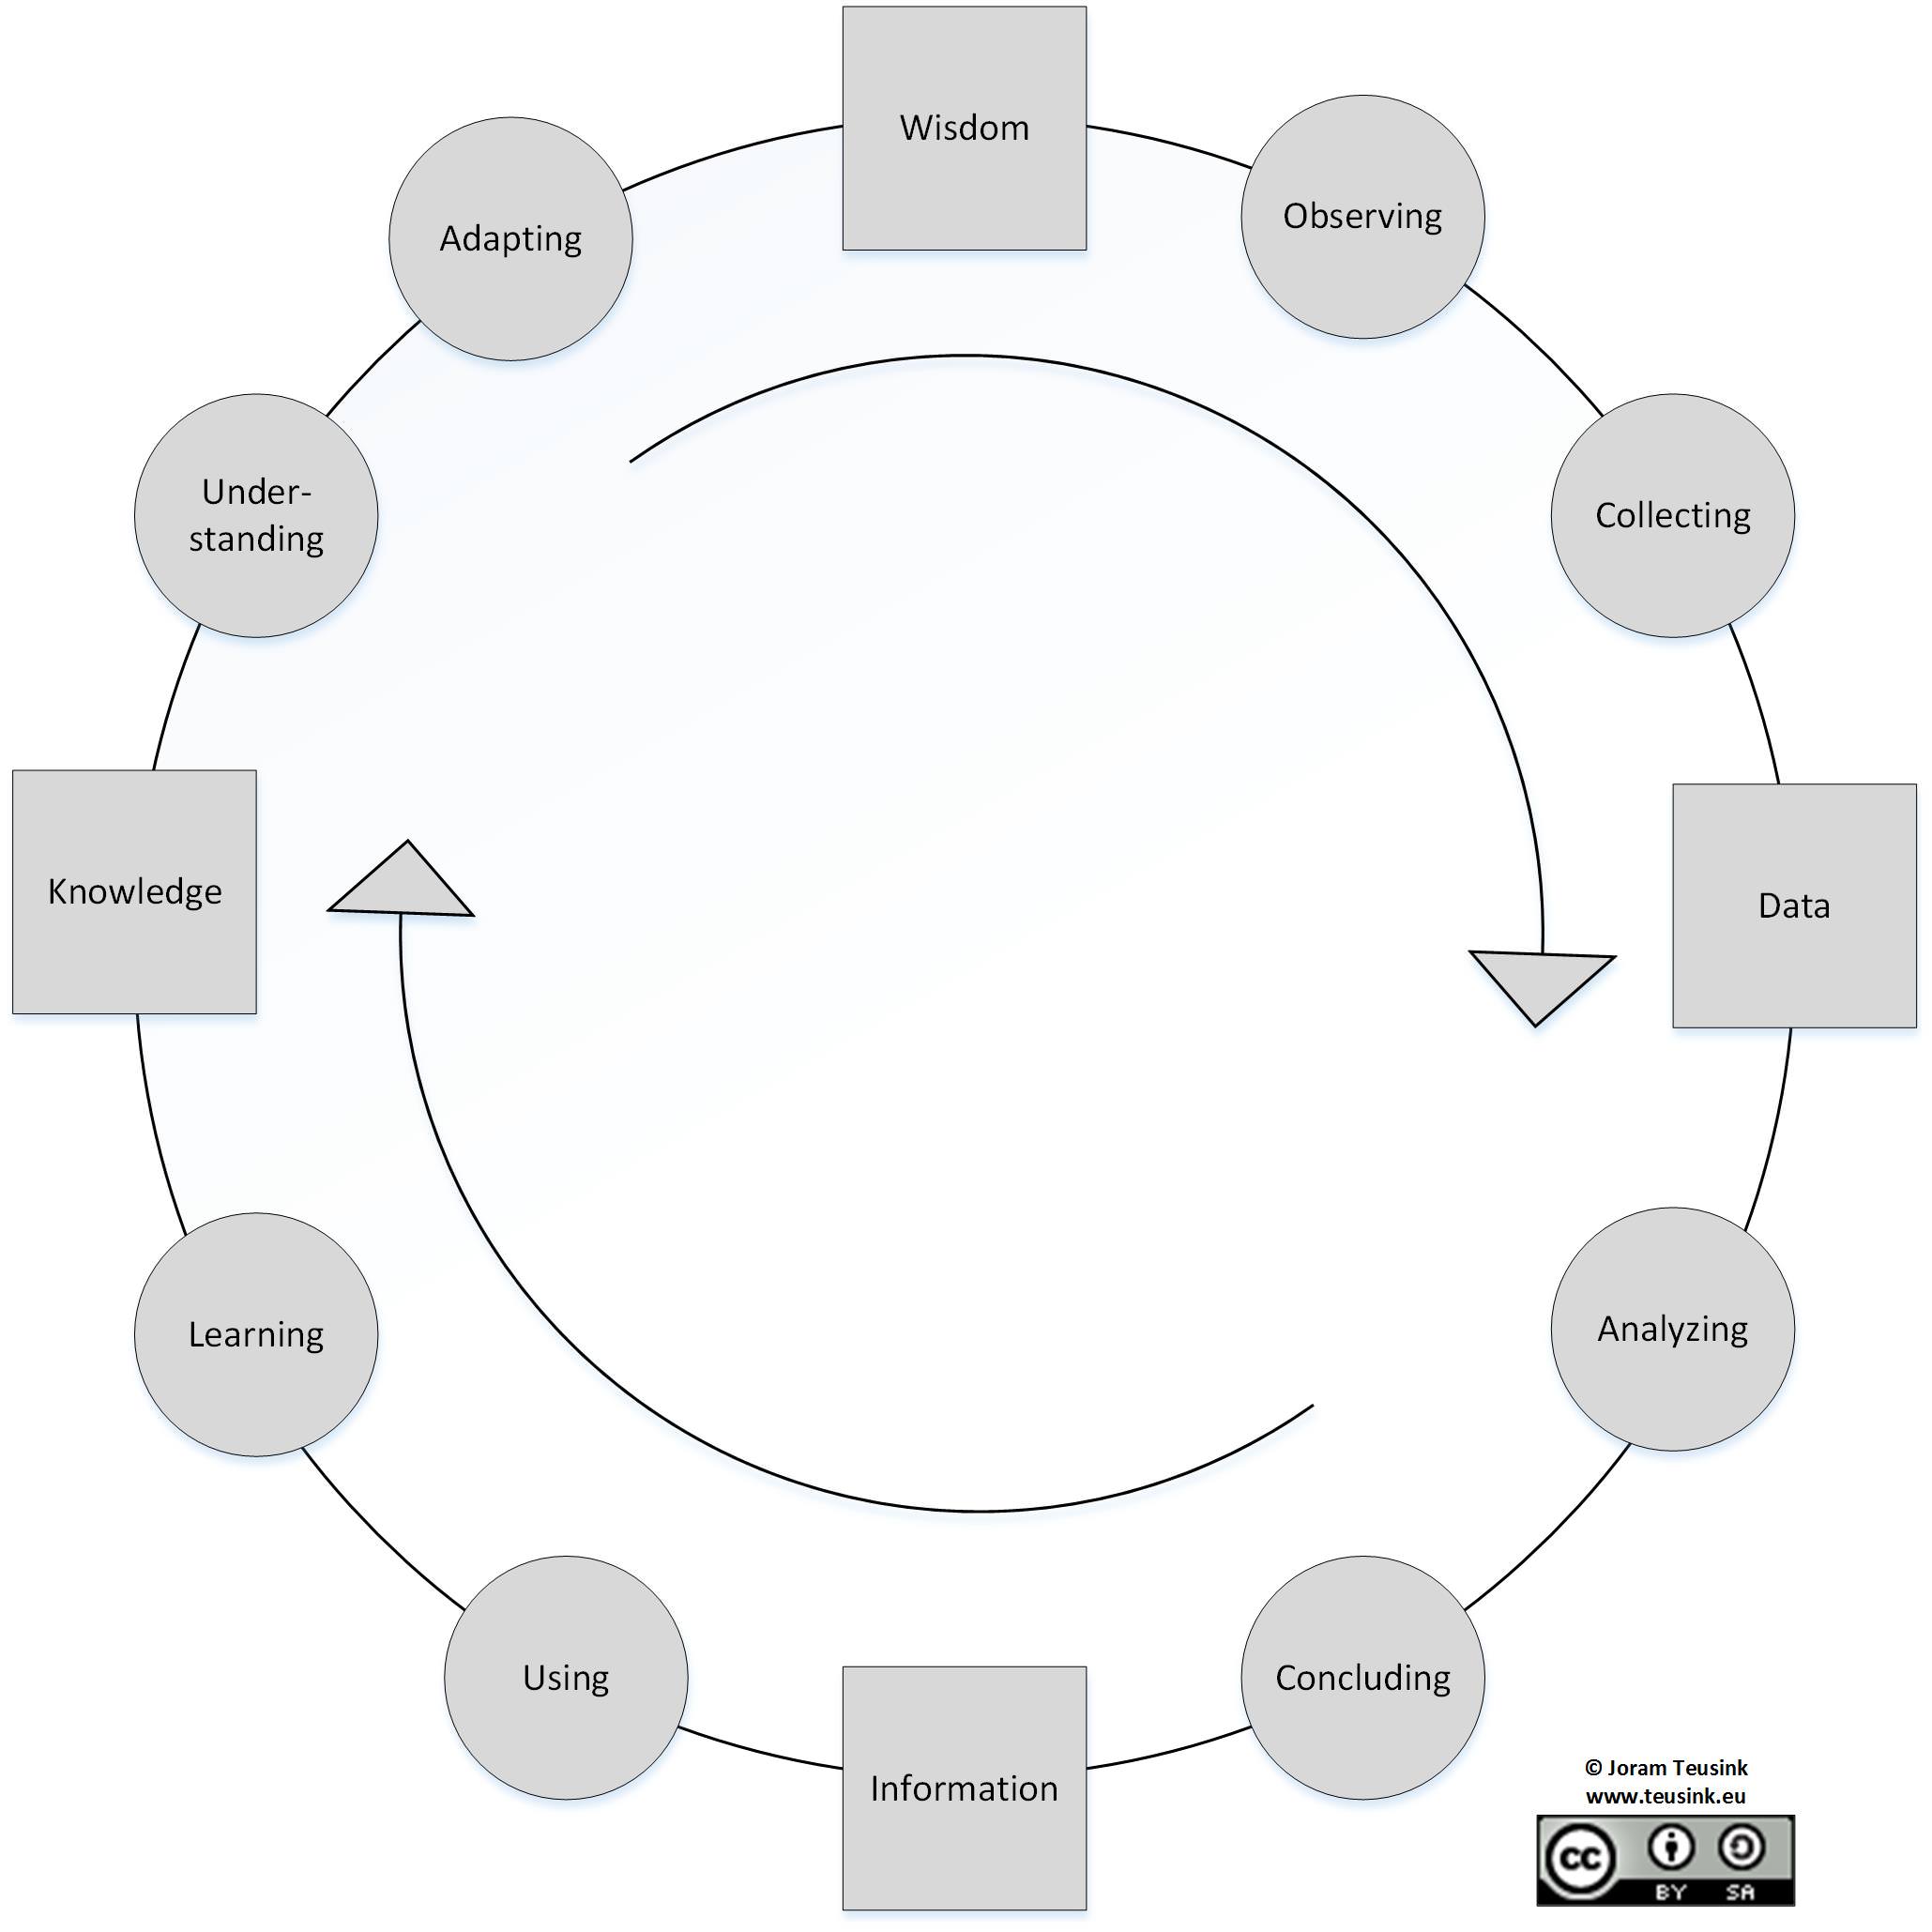 Wisdom
Observing
Adapting
Under-
standing
Collecting
Knowledge
Data
Learning
Analyzing
Using
Concluding
Information
© Joram Teusink
www.teusink.eu
cc
BY SA